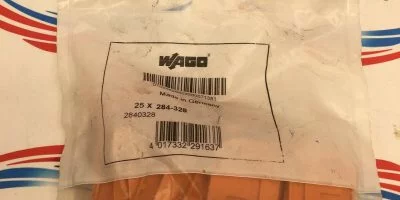 WAGO
Made in Germany
25 X 284-328
2840328
4 017332 291637